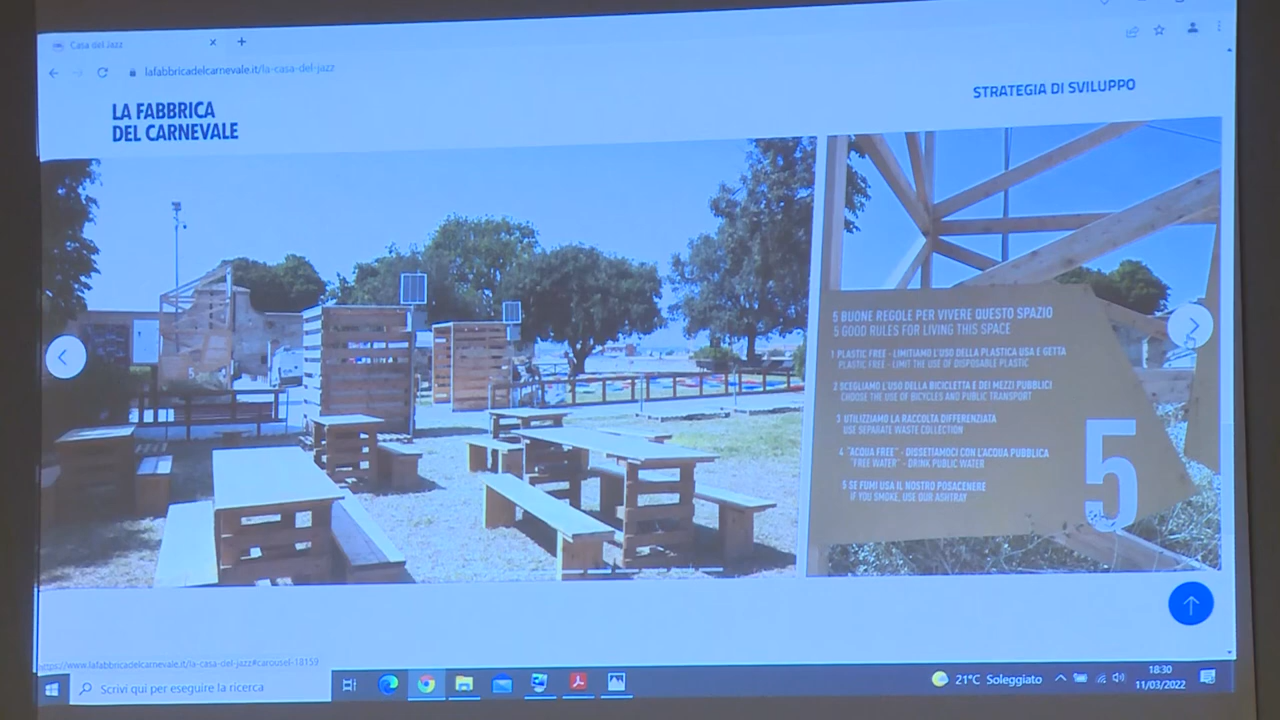 Casa del Jazz
lafabbricadelcarnevale.it/la-casa-del-jazz
LA FABBRICA
DEL CARNEVALE
STRATEGIA DI SVILUPPO
5 BUONE REGOLE PER VIVERE QUESTO SPAZIO
5 GOOD RULES FOR LIVING THIS SPACE
1 PLASTIC FREE - LIMITIAMO L'USO DELLA PLASTICA USA E GETTA
PLASTIC FREE - LIMIT THE USE OF DISPOSABLE PLASTIC
2 SCEGLIAMO L'USO DELLA BICICLETTA E DEI MEZZI PUBBLICI
CHOOSE THE USE OF BICYCLES AND PUBLIC TRANSPORT
3 UTILIZZIAMO LA RACCOLTA DIFFERENZIATA
USE SEPARATE WASTE COLLECTION
4 "ACQUA FREE" - DISSETIAMOCI CON L'ACQUA PUBBLICA
"FREE WATER" - DRINK PUBLIC WATER
5 SE FUMI USA IL NOSTRO POSACENERE
IF YOU SMOKE, USE OUR ASHTRAY
5
https://www.lafabbricadelcarnevale.it/la-casa-del-jazz#carousel-18159
Scrivi qui per eseguire la ricerca
21°C Soleggiato
18:30
11/03/2022